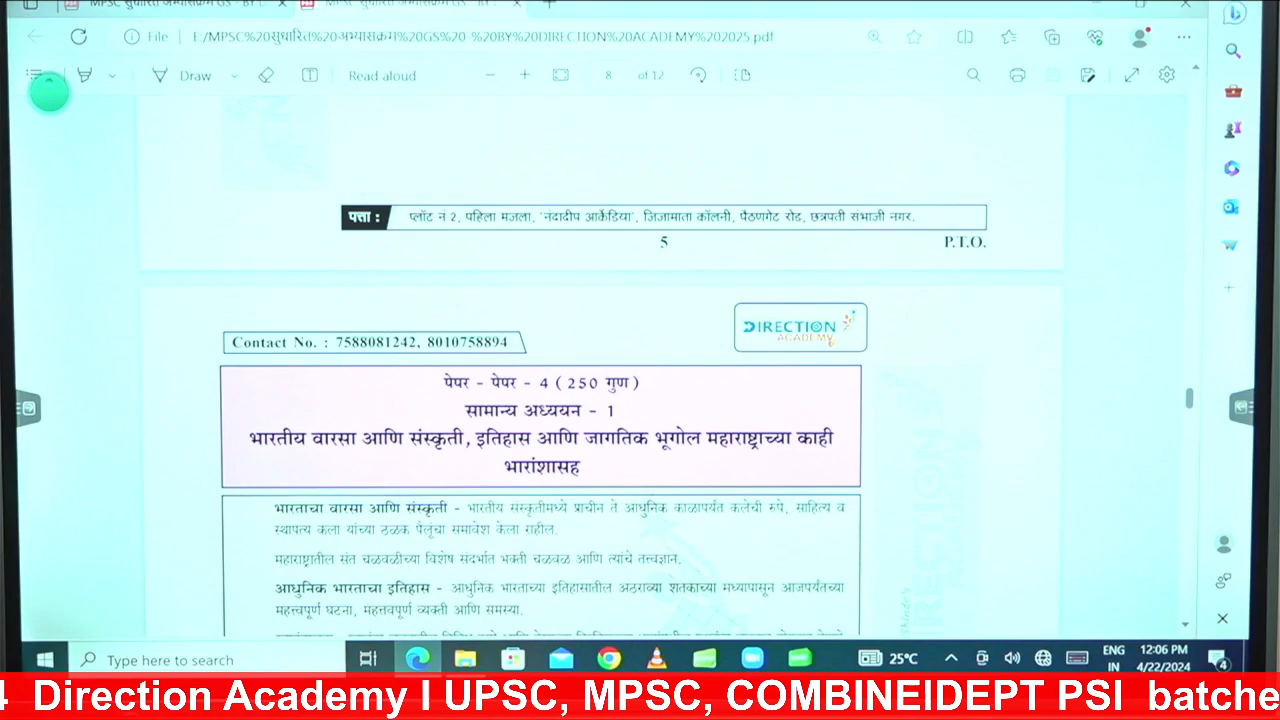 MPSC सुधारित अभ्यासक्रम GS - BY
MPSC सुधारित अभ्यासक्रम GS - BY
File E:/MPSC%20सुधारित%20अभ्यासक्रम%20GS%20 %20BY%20DIRECTION%20ACADEMY%202025.pdf
Draw Read aloud 8 of 12
पत्ता : प्लॉट नं 2, पहिला मजला, 'नंदादीप आर्केडिया', जिजामाता कॉलनी, पैठणगेट रोड, छत्रपती संभाजी नगर.
5 P.T.O.
DIRECTION
ACADEMY
Contact No. : 7588081242, 8010758894
पेपर - पेपर - 4 ( 250 गुण )
सामान्य अध्ययन - 1
भारतीय वारसा आणि संस्कृती, इतिहास आणि जागतिक भूगोल महाराष्ट्राच्या काही
भारांशासह
भारताचा वारसा आणि संस्कृती - भारतीय संस्कृतीमध्ये प्राचीन ते आधुनिक काळापर्यंत कलेची रुपे, साहित्य व
स्थापत्य कला यांच्या ठळक पैलूंचा समावेश केला राहील.
महाराष्ट्रातील संत चळवळीच्या विशेष संदर्भात भक्ती चळवळ आणि त्यांचे तत्त्वज्ञान.
आधुनिक भारताचा इतिहास - आधुनिक भारताच्या इतिहासातील अठराव्या शतकाच्या मध्यापासून आजपर्यंतच्या
महत्त्वपूर्ण घटना, महत्तवपूर्ण व्यक्ती आणि समस्या.
DIRECTION
Type here to search
25°C
ENG
IN
12:06 PM
4/22/2024
4
4 Direction Academy I UPSC, MPSC, COMBINE|DEPT PSI batche